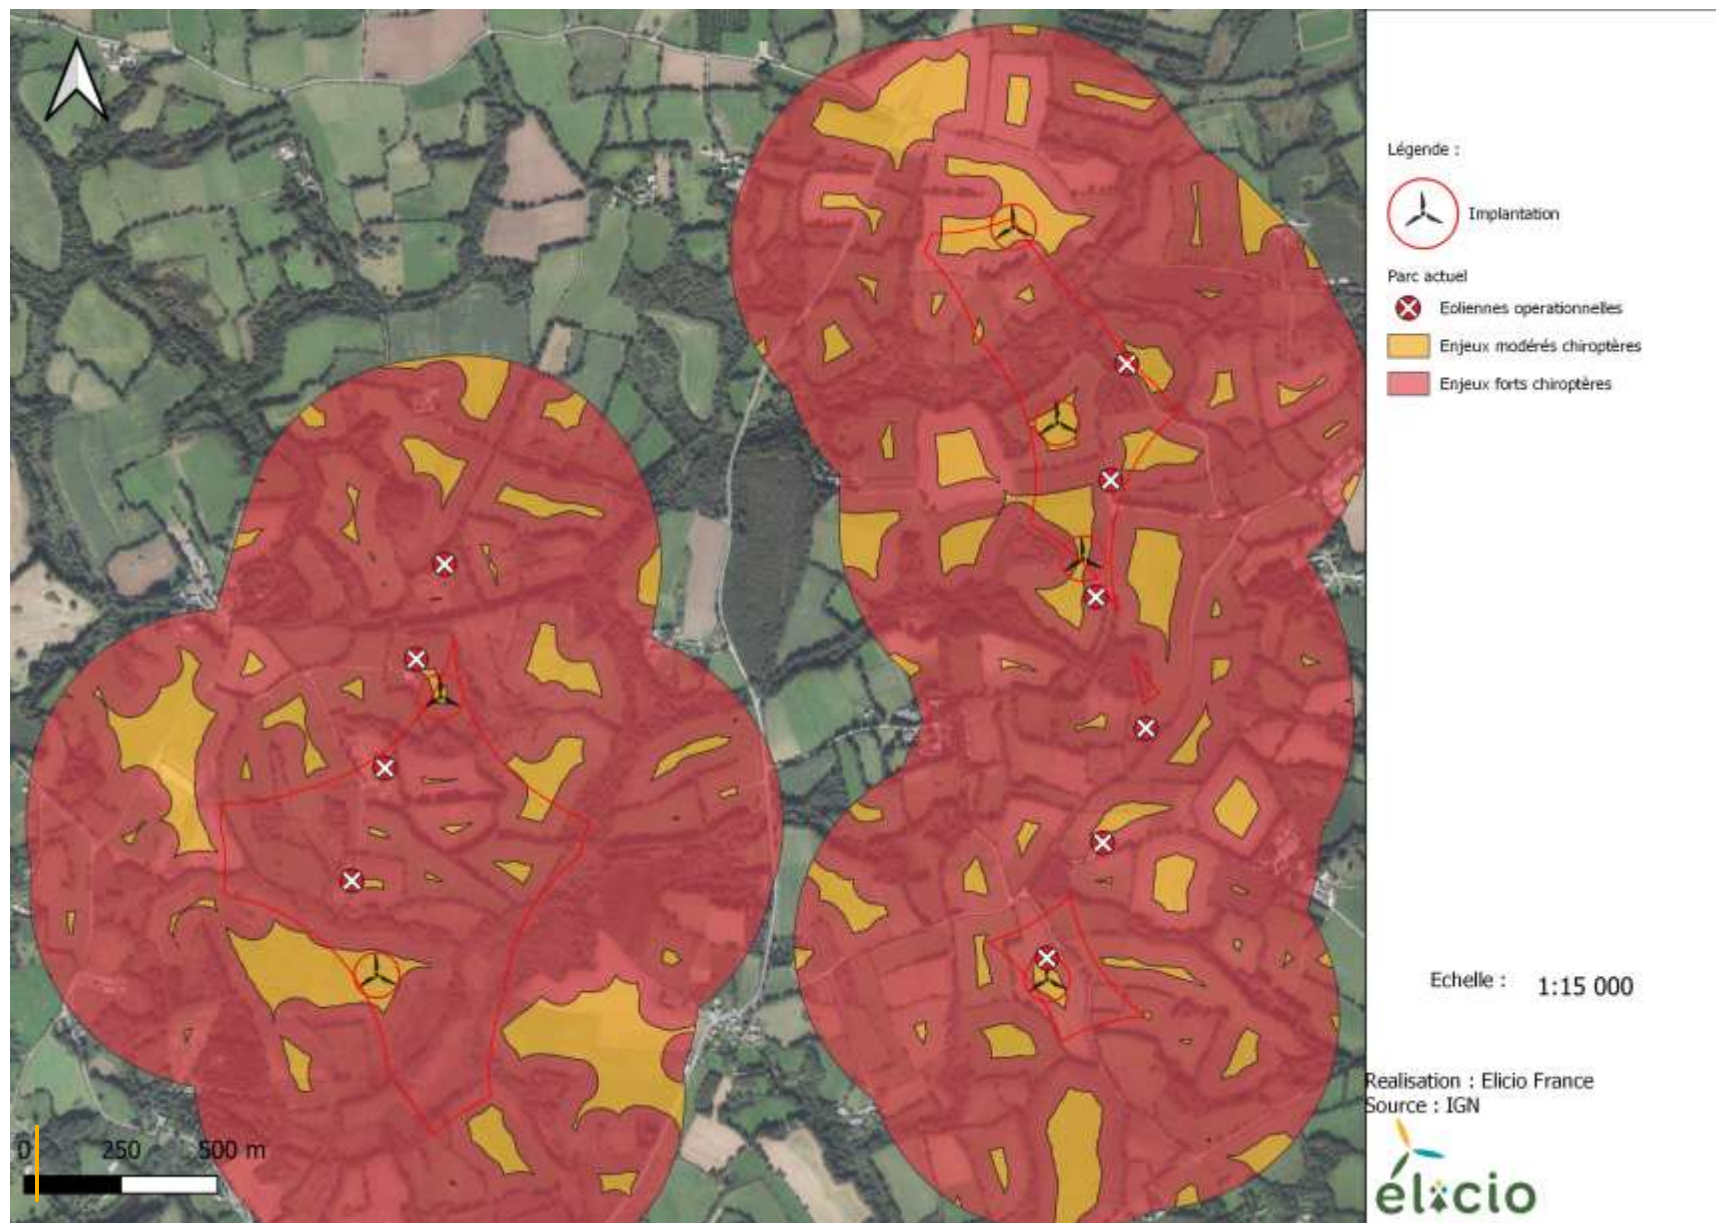 Légende :
Implantation
Parc actuel
Eoliennes operationnelles
Enjeux modérés chiroptères
Enjeux forts chiroptères
Echelle : 1:15 000
Realisation : Elicio France
Source : IGN
0 250 500 m
élicio